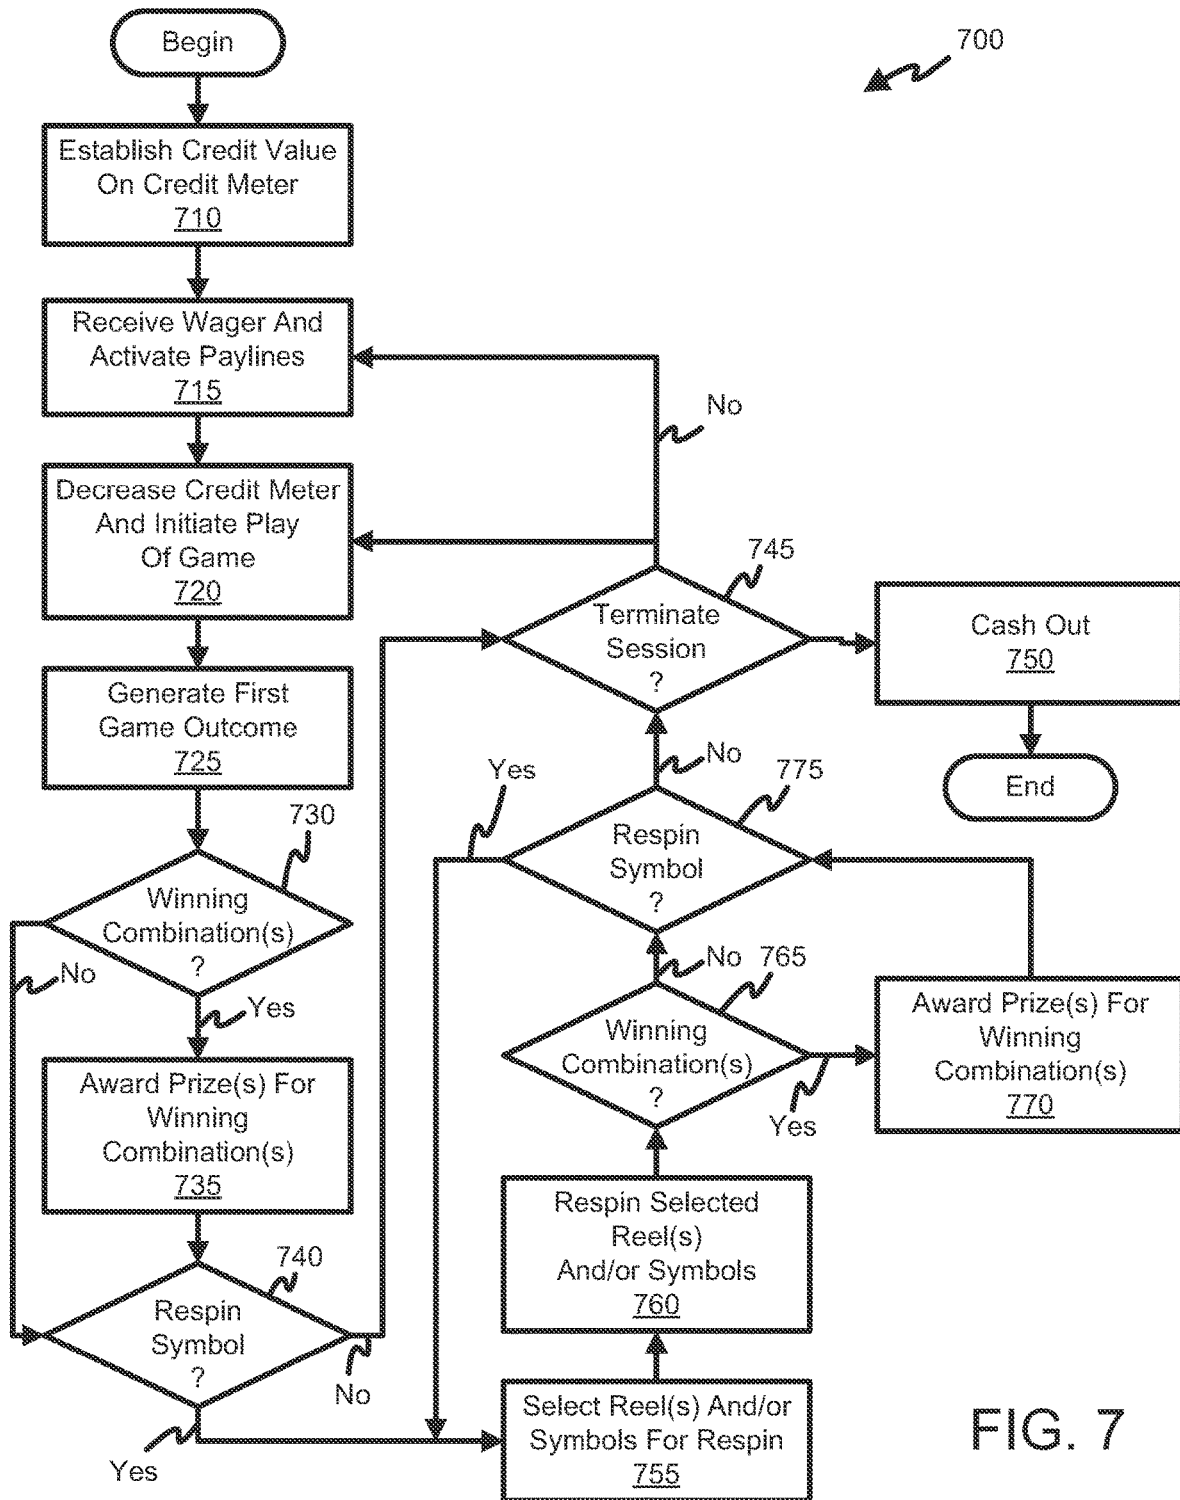 Begin
700
Establish Credit Value
On Credit Meter
710
Receive Wager And
Activate Paylines
715
No
Decrease Credit Meter
And Initiate Play
Of Game
720
745
Terminate
Session
?
Cash Out
750
End
Generate First
Game Outcome
725
730
Winning
Combination(s)
?
No
Yes
Award Prize(s) For
Winning
Combination(s)
735
740
Respin
Symbol
?
No
Yes
No
Yes
775
Respin
Symbol
?
No
765
Winning
Combination(s)
?
Yes
Award Prize(s) For
Winning
Combination(s)
770
Respin Selected
Reel(s)
And/or Symbols
760
Select Reel(s) And/or
Symbols For Respin
755
FIG. 7